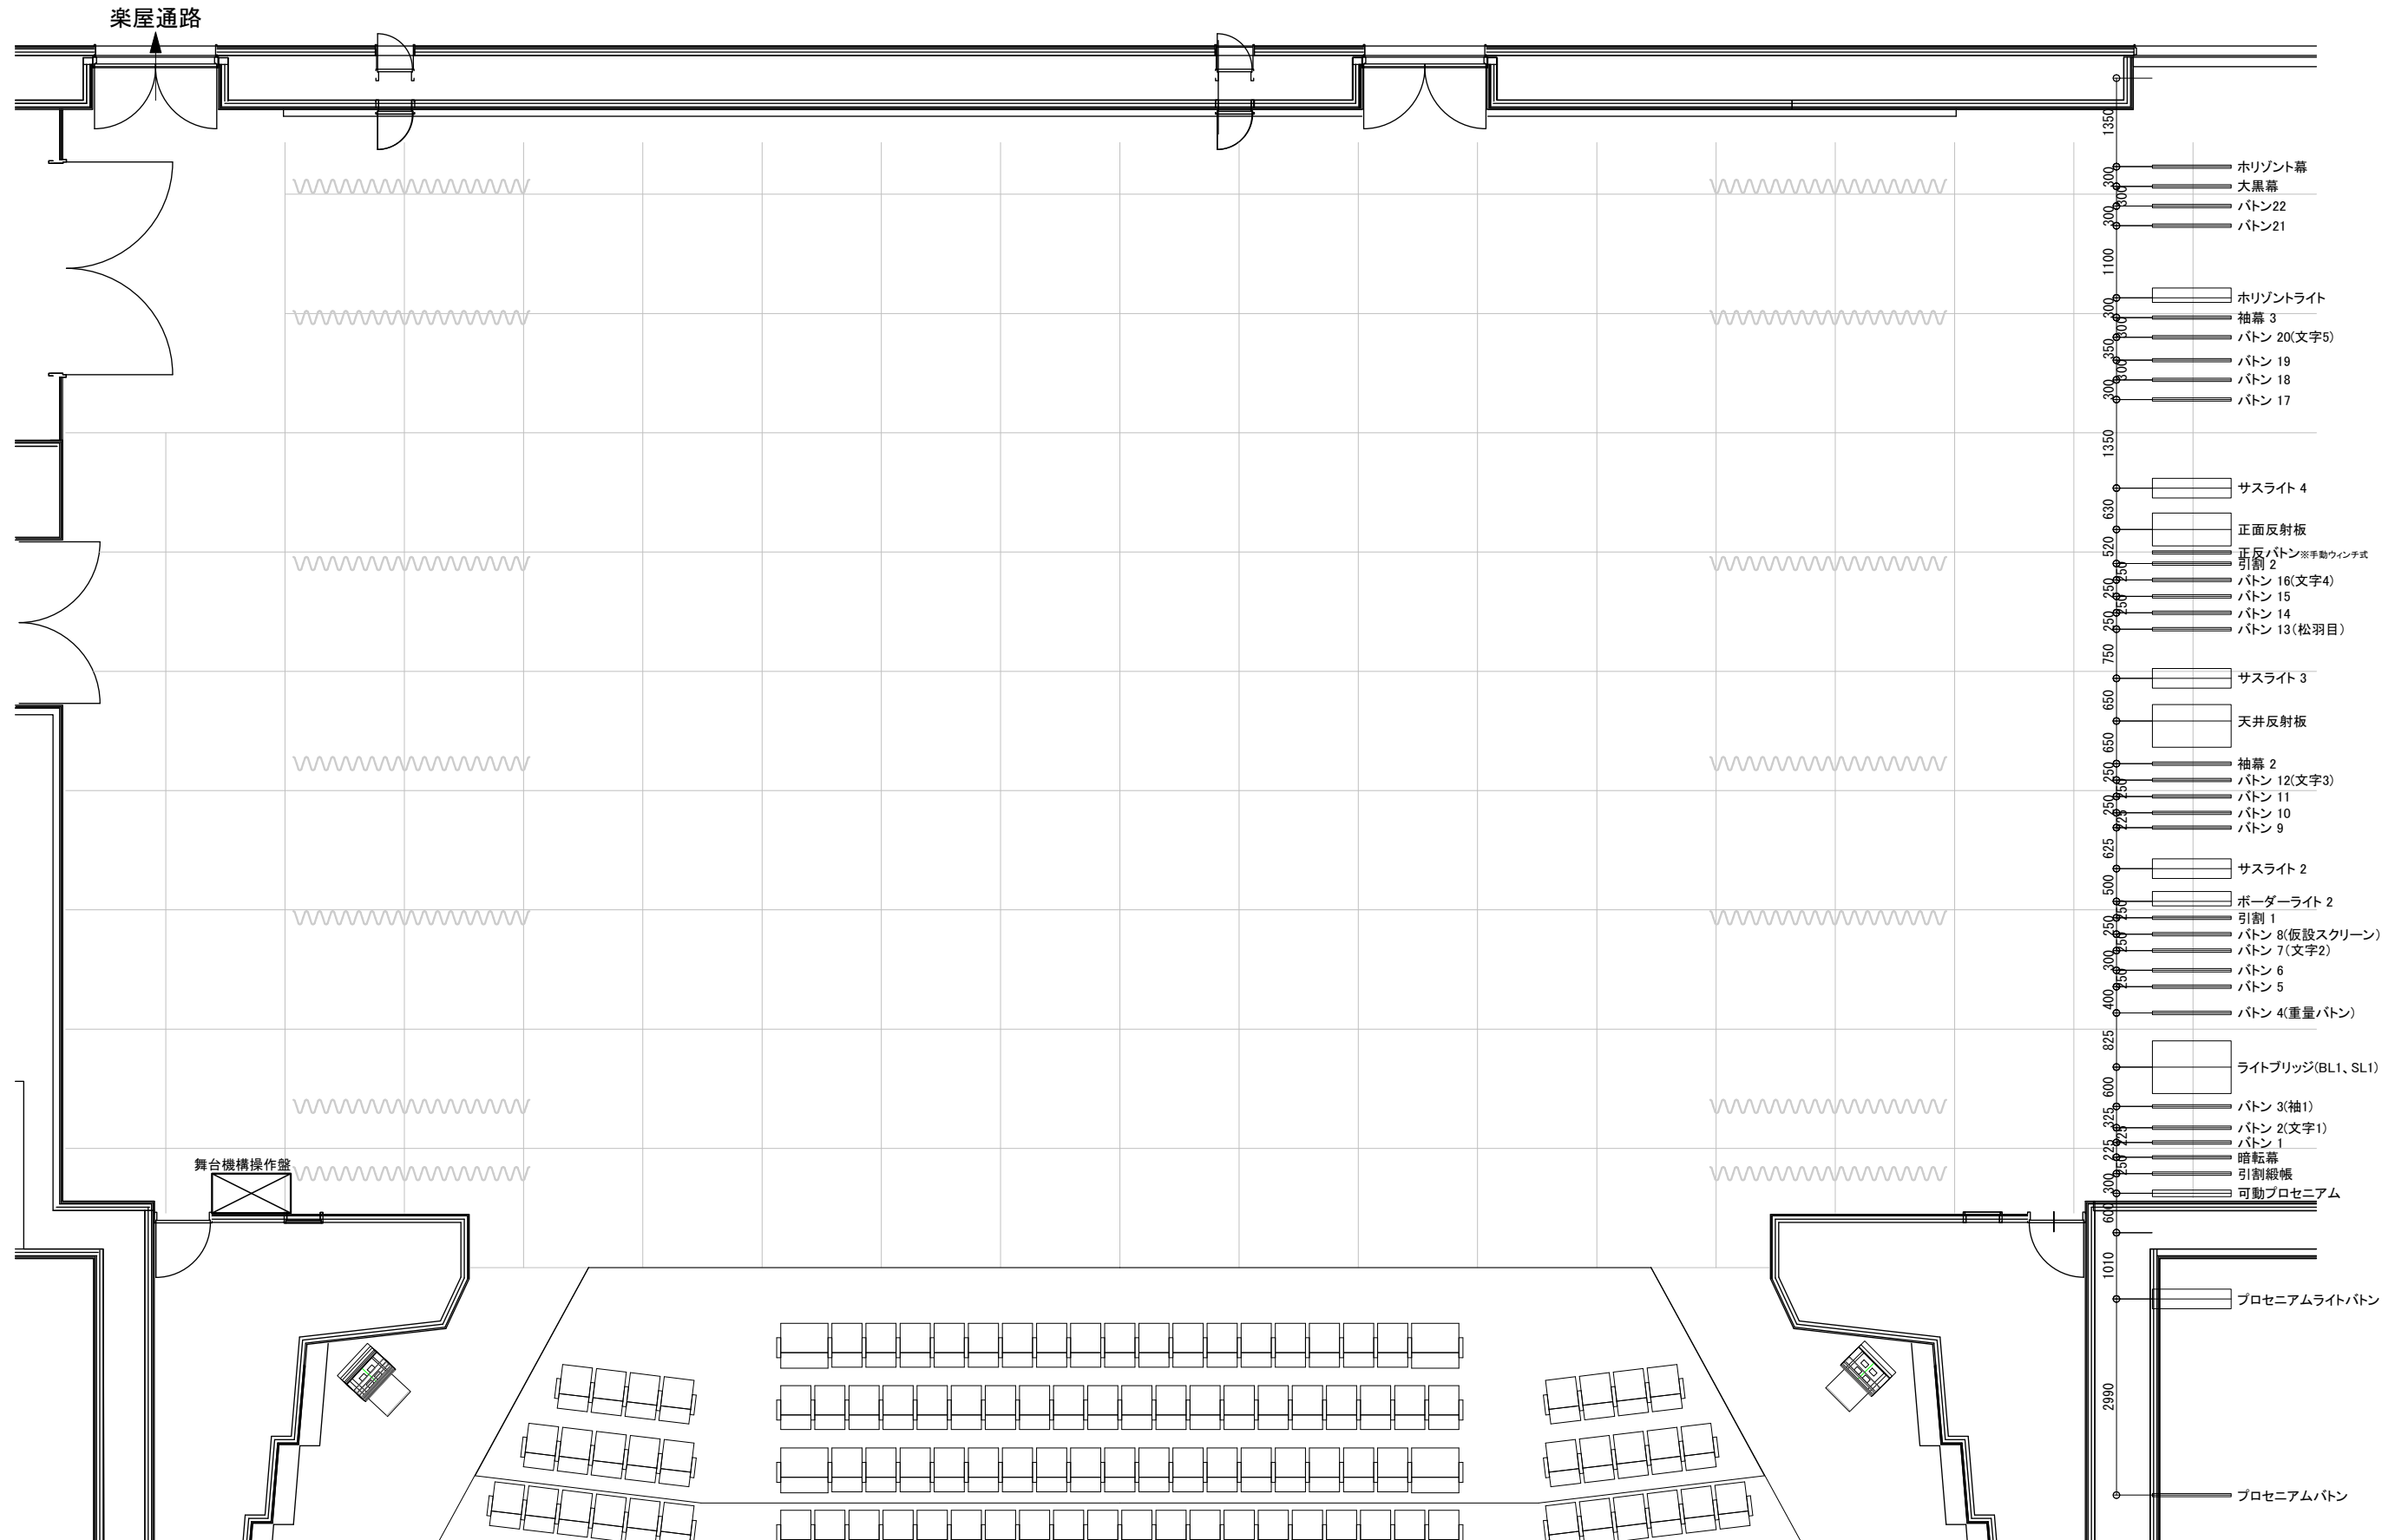 楽屋通路
1350
ホリゾント幕
300
大黒幕
300
バトン22
300
バトン21
1100
ホリゾントライト
300
袖幕 3
300
バトン 20(文字5)
350
バトン 19
300
バトン 18
300
バトン 17
1350
サスライト 4
630
正面反射板
520
正反バトン※手動ウィンチ式
引割 2
250
バトン 16(文字4)
250
バトン 15
250
バトン 14
250
バトン 13(松羽目)
750
サスライト 3
650
天井反射板
650
袖幕 2
250
バトン 12(文字3)
250
バトン 11
250
バトン 10
225
バトン 9
625
サスライト 2
500
ボーダーライト 2
250
引割 1
250
バトン 8(仮設スクリーン)
250
バトン 7(文字2)
300
バトン 6
250
バトン 5
400
バトン 4(重量バトン)
825
ライトブリッジ(BL1、SL1)
600
バトン 3(袖1)
325
バトン 2(文字1)
225
バトン 1
225
暗転幕
250
引割緞帳
300
可動プロセニアム
600
舞台機構操作盤
1010
プロセニアムライトバトン
2990
プロセニアムバトン